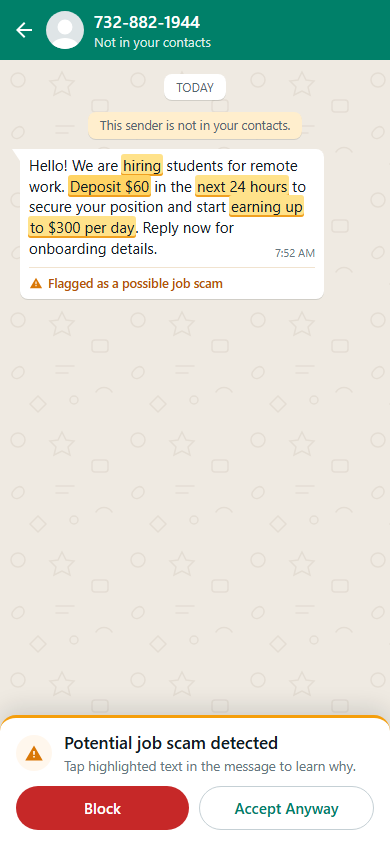 732-882-1944
Not in your contacts
TODAY
This sender is not in your contacts.
Hello! We are hiring students for remote
work. Deposit $60 in the next 24 hours to
secure your position and start earning up
to $300 per day. Reply now for
onboarding details.
7:52 AM
Flagged as a possible job scam
Potential job scam detected
Tap highlighted text in the message to learn why.
Block
Accept Anyway